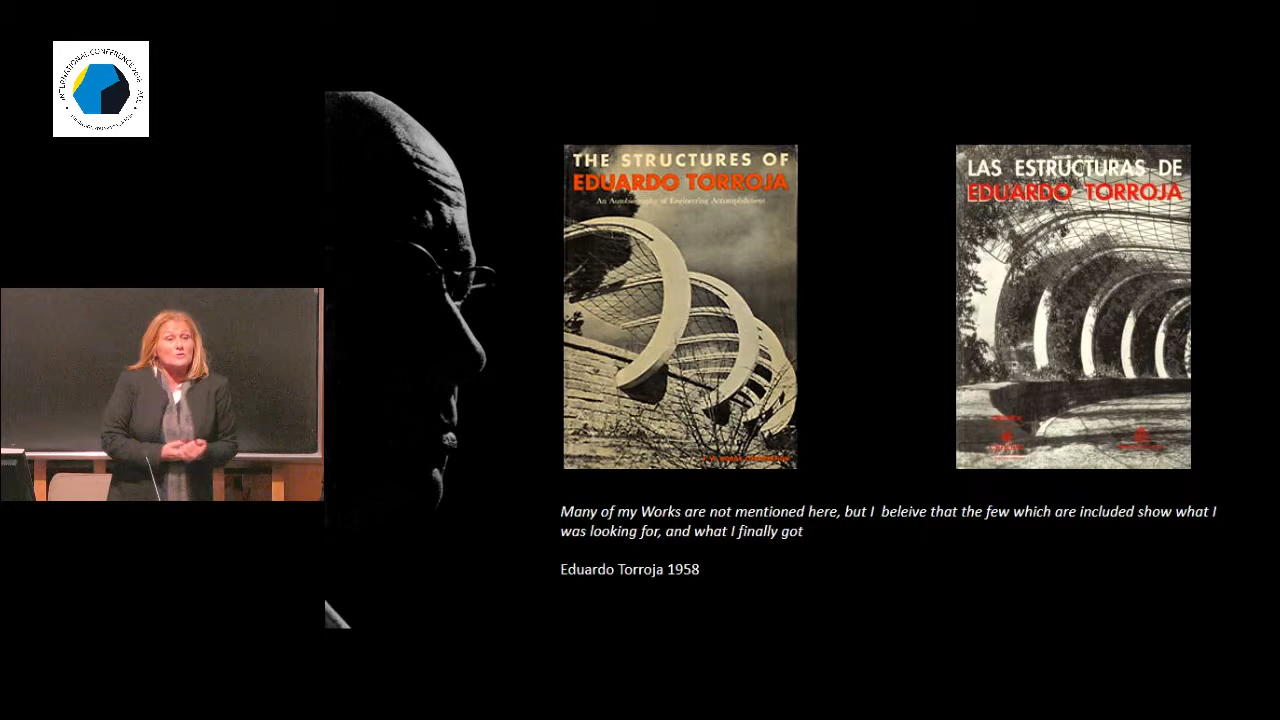 INTERNATIONAL CONFERENCE
THE STRUCTURES OF
EDUARDO TORROJA
An Autobiography of Engineering Accomplishment
LAS ESTRUCTURAS DE
EDUARDO TORROJA
Many of my Works are not mentioned here, but I beleive that the few which are included show what I
was looking for, and what I finally got
Eduardo Torroja 1958